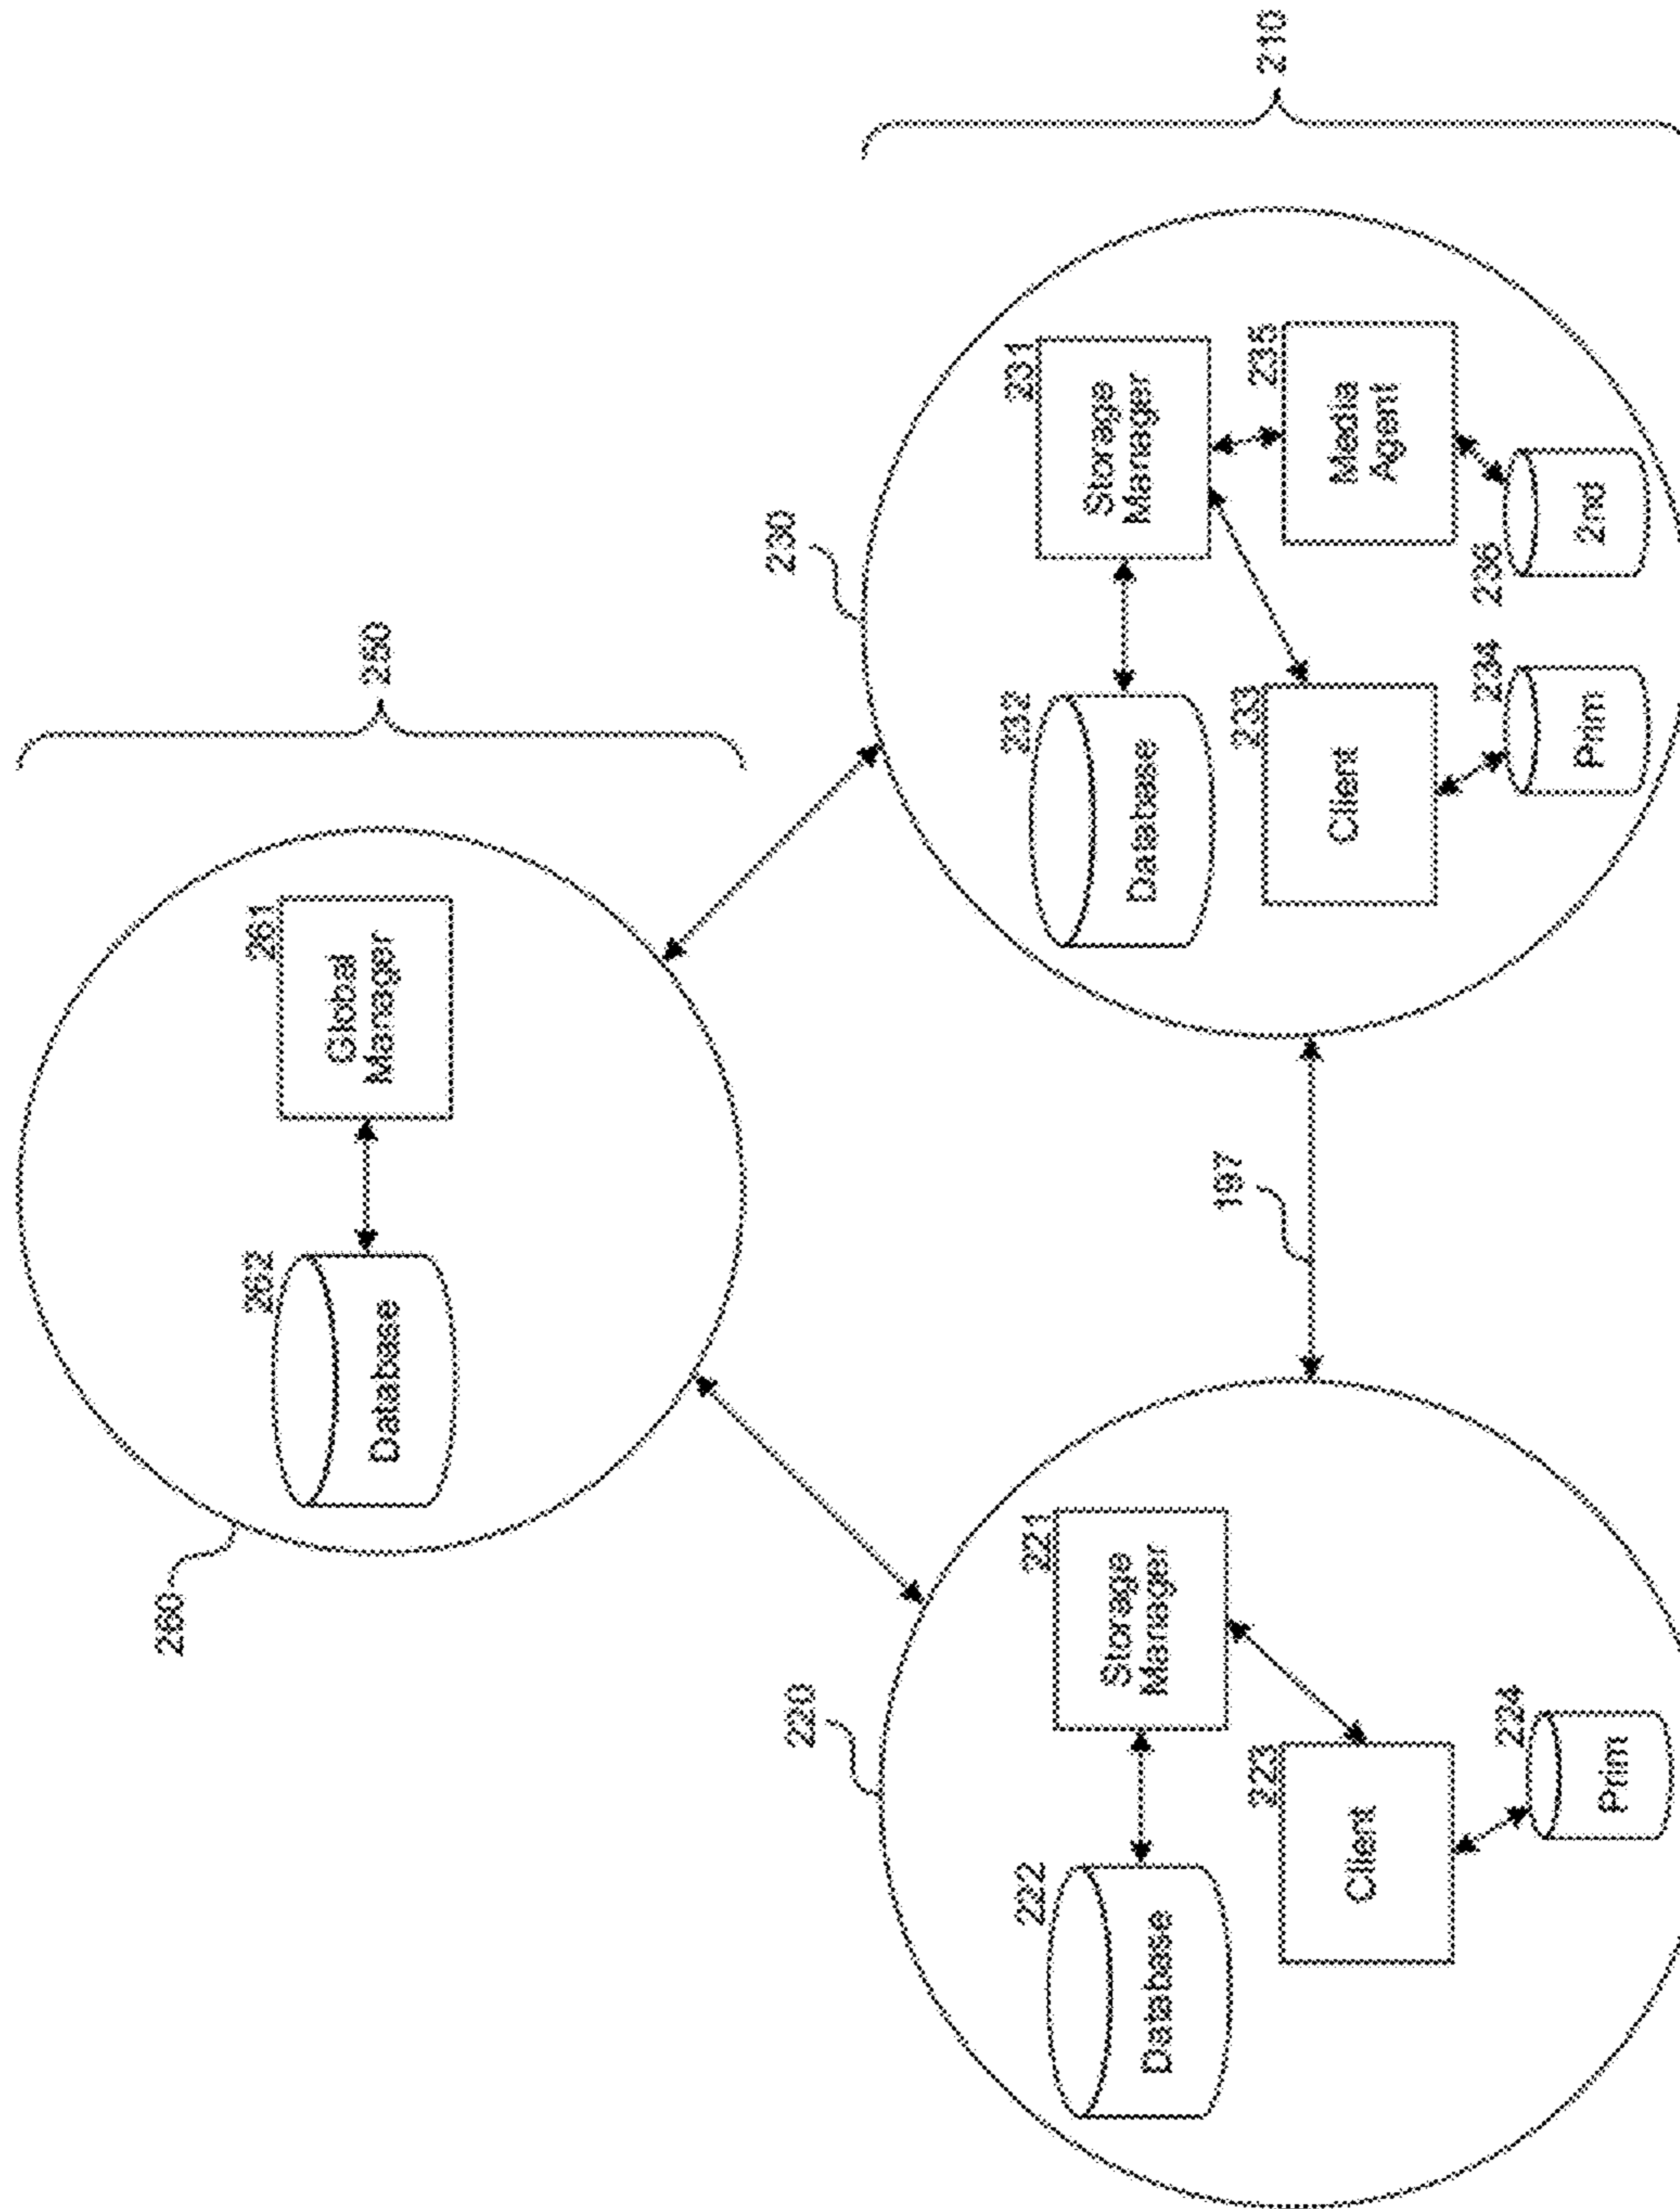 250
260
262
261
Database
Global
Manager
210
220
230
197
222
221
Database
Storage
Manager
223
Client
224
Prim
232
231
Database
Storage
Manager
233
235
Client
Media
Agent
234
236
Prim
2nd